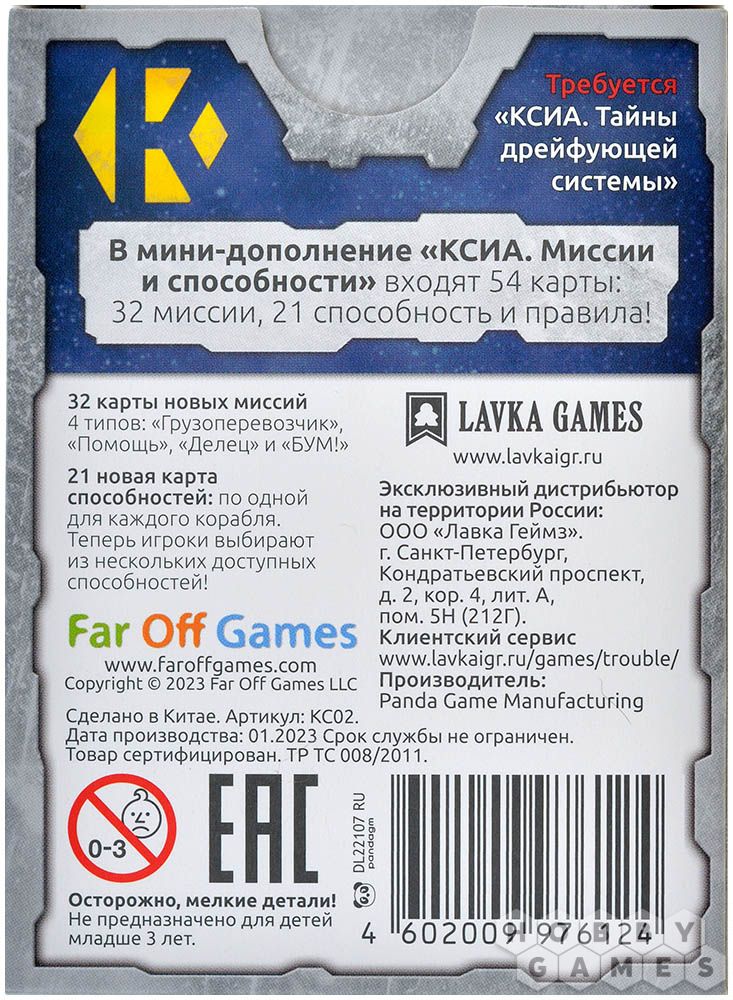 Требуется
«КСИА. Тайны
дрейфующей
системы»
В мини-дополнение «КСИА. Миссии
и способности» входят 54 карты:
32 миссии, 21 способность и правила!
32 карты новых миссий
4 типов: «Грузоперевозчик»,
«Помощь», «Делец» и «БУМ!»
21 новая карта
способностей: по одной
для каждого корабля.
Теперь игроки выбирают
из нескольких доступных
способностей!
Far Off Games
www.faroffgames.com
Copyright © 2023 Far Off Games LLC
LAVKA GAMES
www.lavkaigr.ru
Эксклюзивный дистрибьютор
на территории России:
ООО «Лавка Геймз».
г. Санкт-Петербург,
Кондратьевский проспект,
д. 2, кор. 4, лит. А,
пом. 5Н (212Г).
Клиентский сервис
www.lavkaigr.ru/games/trouble/
Производитель:
Panda Game Manufacturing
Сделано в Китае. Артикул: КС02.
Дата производства: 01.2023 Срок службы не ограничен.
Товар сертифицирован. ТР ТС 008/2011.
0-3
EAC
DL22107 RU
pandagm
Осторожно, мелкие детали!
Не предназначено для детей
младше 3 лет.
4 602009 976124
HOBBY
GAMES